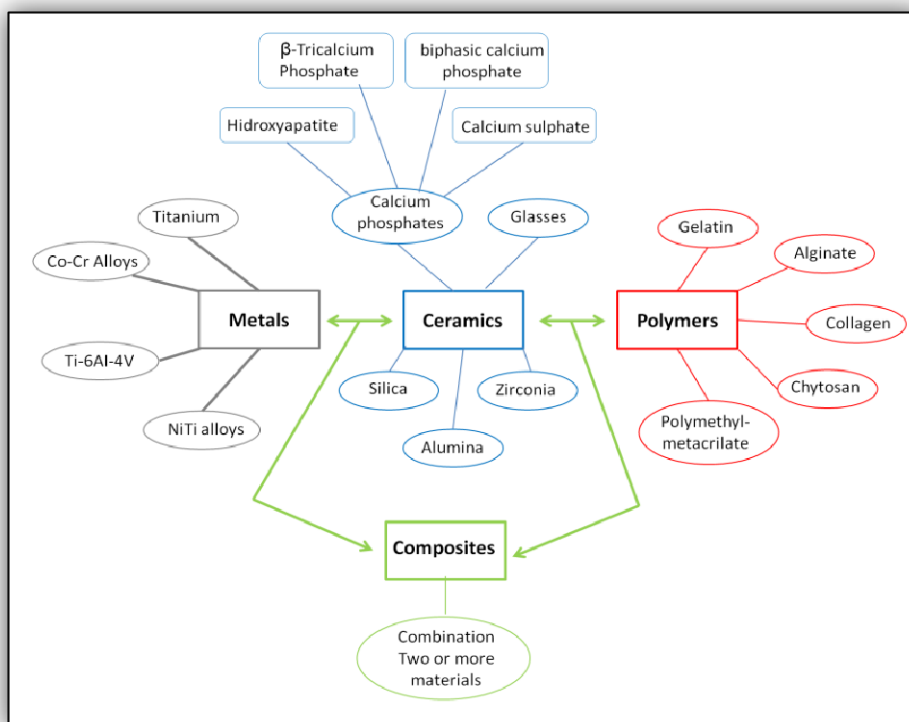 β-Tricalcium
Phosphate
biphasic calcium
phosphate
Hidroxyapatite
Calcium sulphate
Calcium
phosphates
Glasses
Titanium
Gelatin
Co-Cr Alloys
Alginate
Metals
Ceramics
Polymers
Collagen
Ti-6Al-4V
Silica
Zirconia
Chytosan
NiTi alloys
Alumina
Polymethyl-
metacrilate
Composites
Combination
Two or more
materials